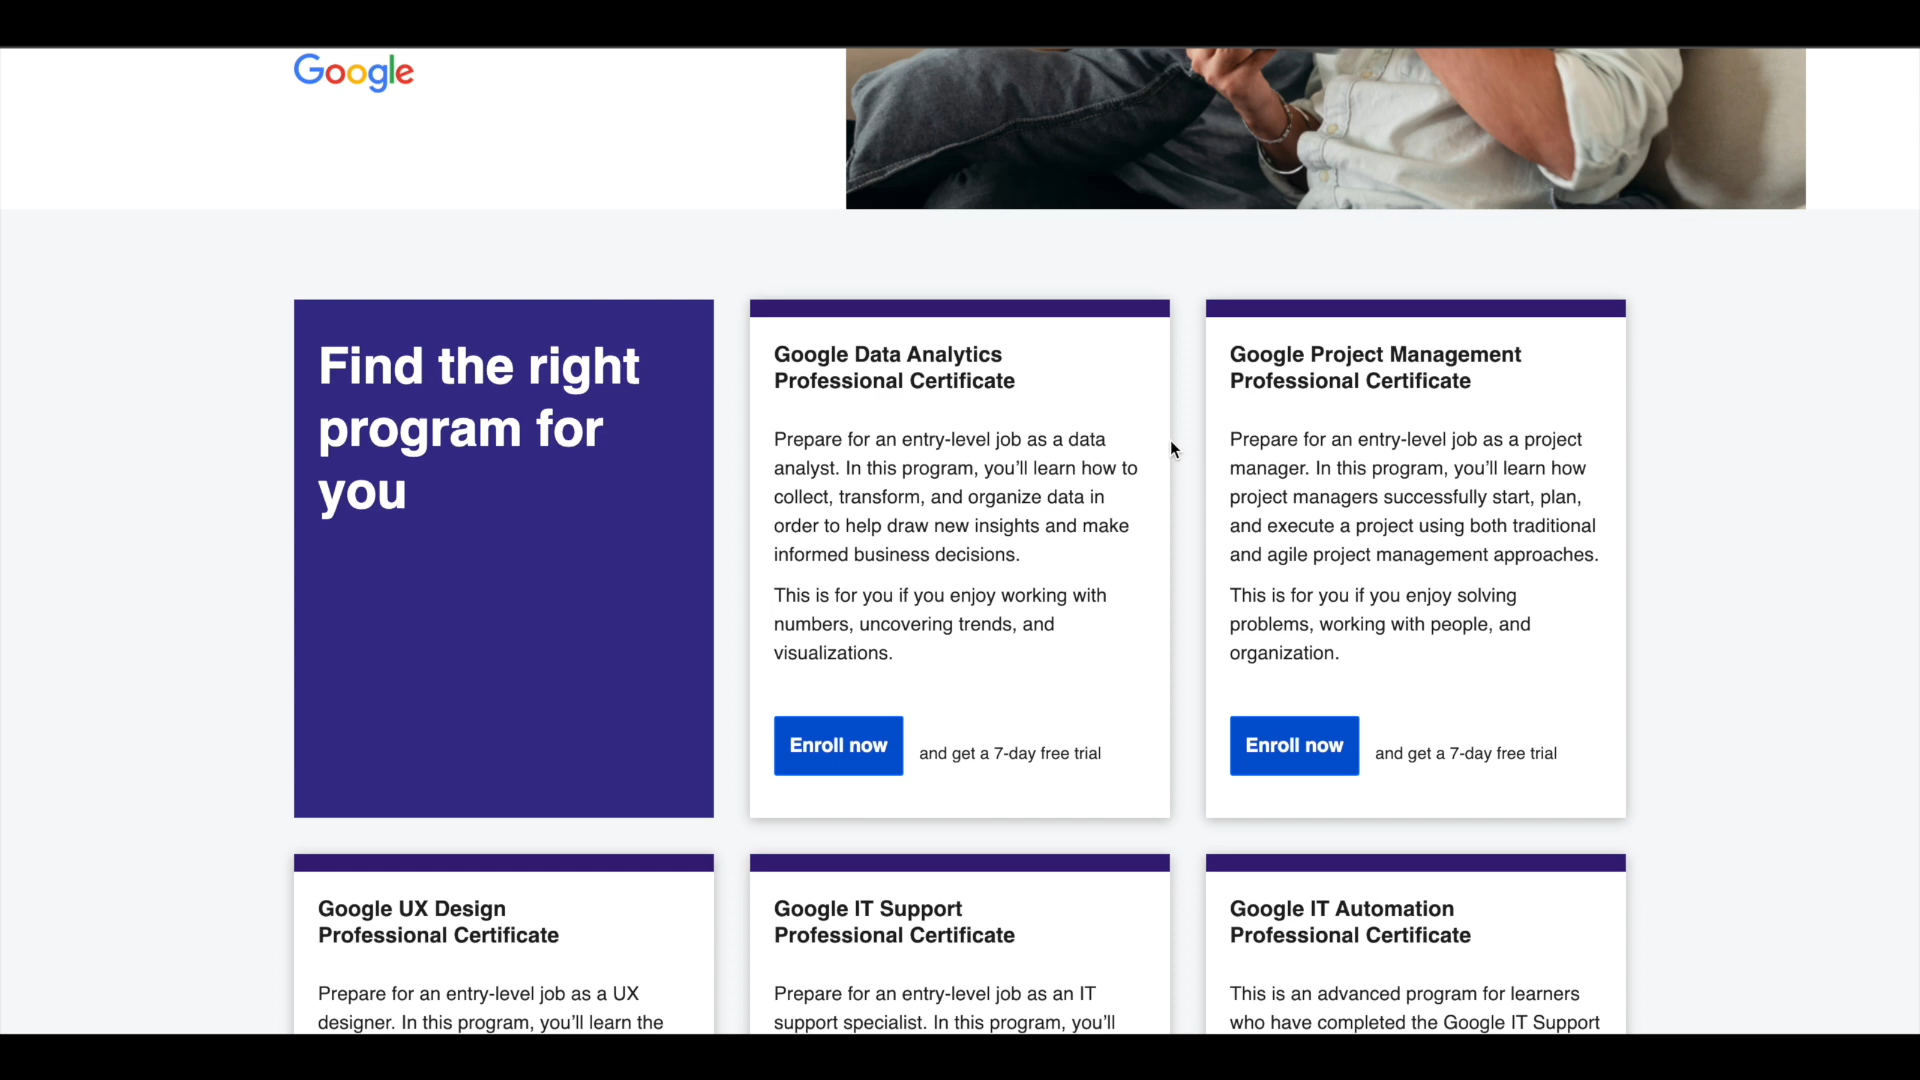 Google
Find the right
program for
you
Google Data Analytics
Professional Certificate
Prepare for an entry-level job as a data
analyst. In this program, you’ll learn how to
collect, transform, and organize data in
order to help draw new insights and make
informed business decisions.
This is for you if you enjoy working with
numbers, uncovering trends, and
visualizations.
Enroll now
and get a 7-day free trial
Google Project Management
Professional Certificate
Prepare for an entry-level job as a project
manager. In this program, you’ll learn how
project managers successfully start, plan,
and execute a project using both traditional
and agile project management approaches.
This is for you if you enjoy solving
problems, working with people, and
organization.
Enroll now
and get a 7-day free trial
Google UX Design
Professional Certificate
Prepare for an entry-level job as a UX
designer. In this program, you’ll learn the
Google IT Support
Professional Certificate
Prepare for an entry-level job as an IT
support specialist. In this program, you’ll
Google IT Automation
Professional Certificate
This is an advanced program for learners
who have completed the Google IT Support